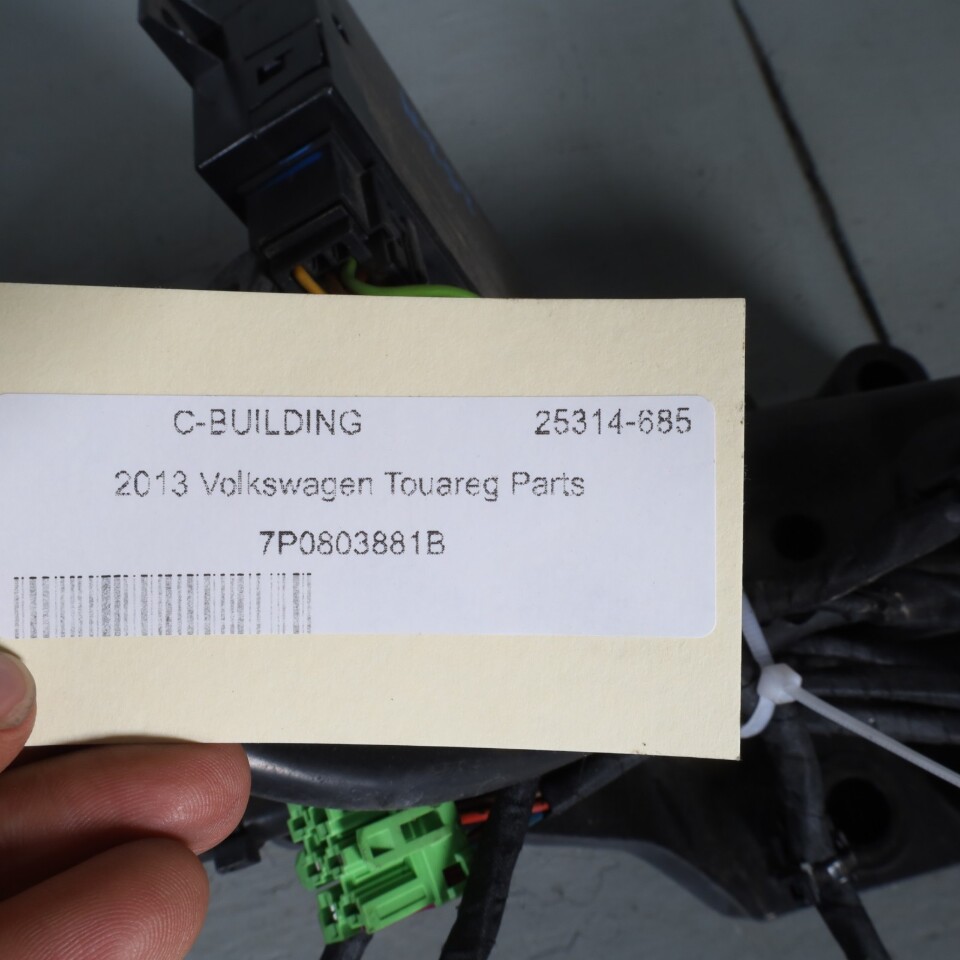 C-BUILDING 25314-685
2013 Volkswagen Touareg Parts
7P0803881B